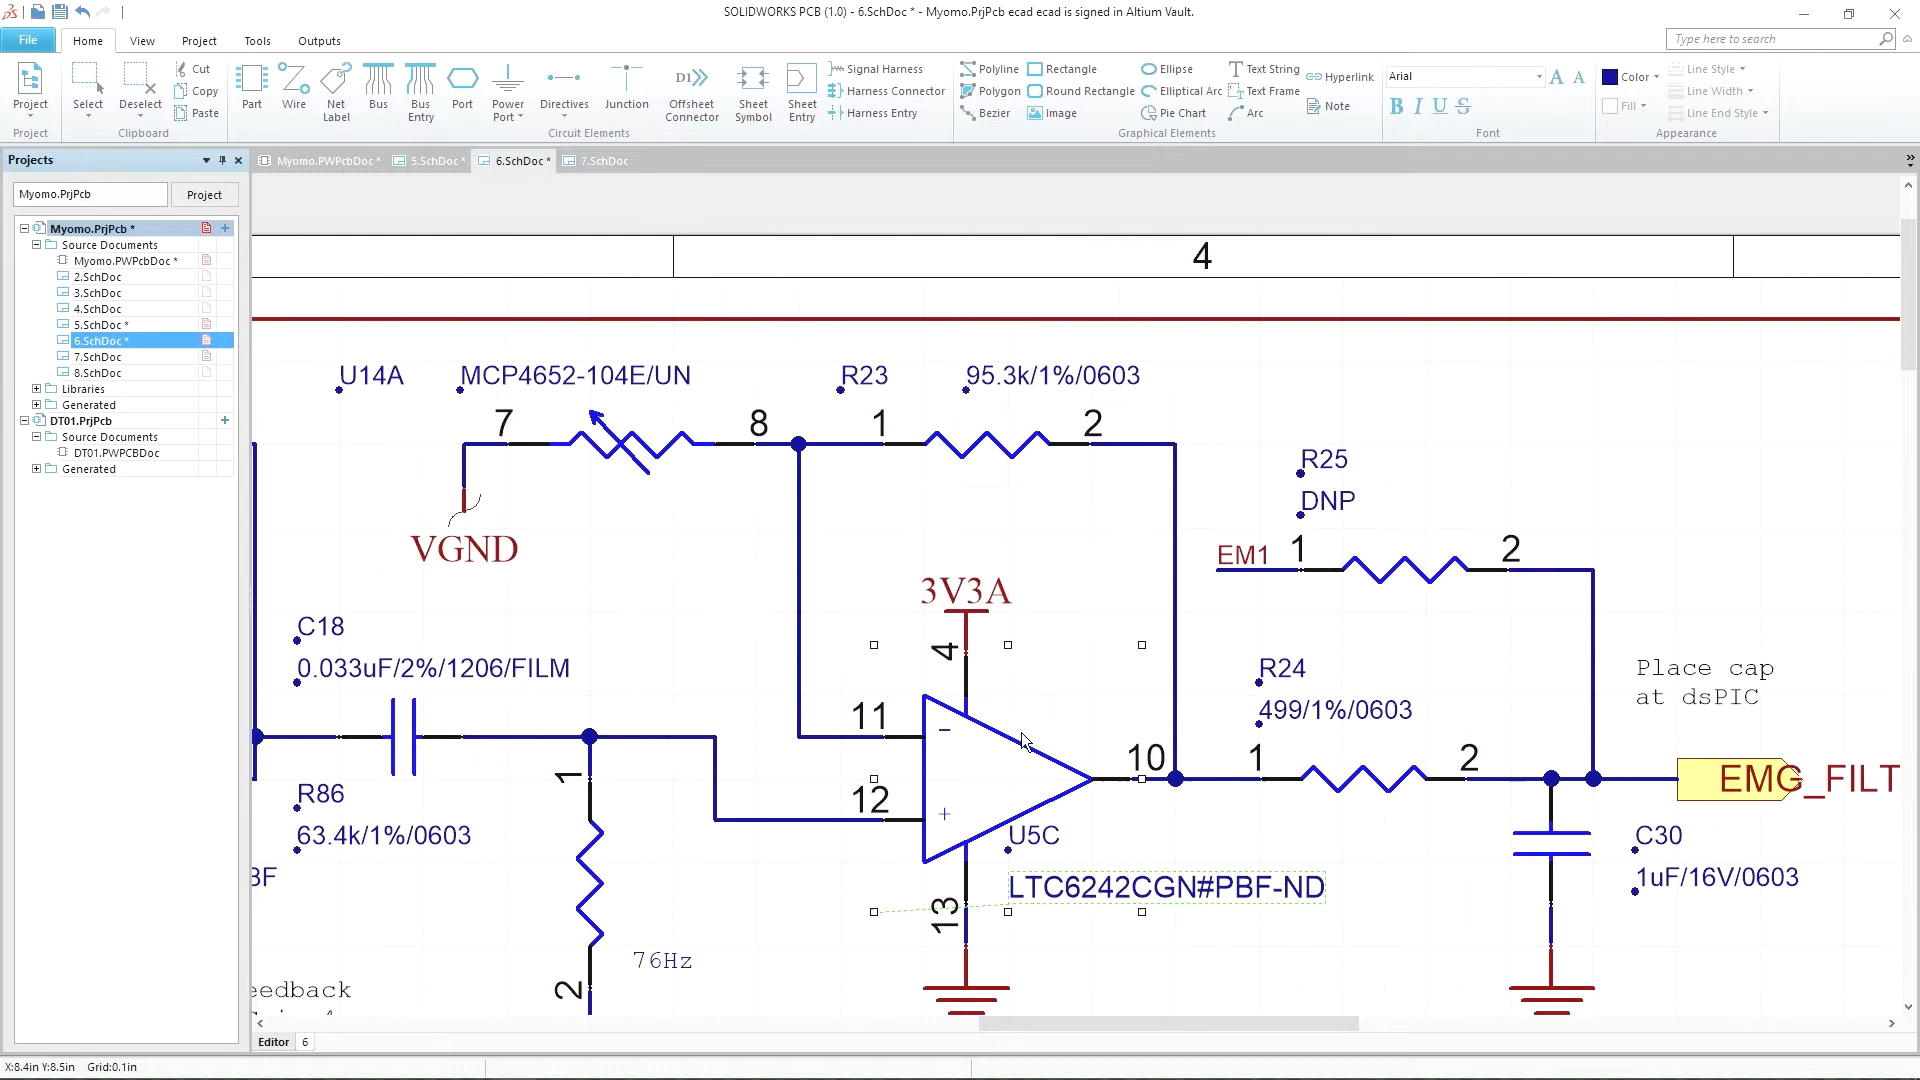 SOLIDWORKS PCB (1.0) - 6.SchDoc * - Myomo.PrjPcb ecad ecad is signed in Altium Vault.
File
Home
View
Project
Tools
Outputs
Type here to search
Project
Project
Select
Deselect
Cut
Copy
Paste
Clipboard
Part
Wire
Net
Label
Bus
Bus
Entry
Port
Power
Port
Directives
Junction
D1
Offsheet
Connector
Sheet
Symbol
Sheet
Entry
Signal Harness
Harness Connector
Harness Entry
Circuit Elements
Polyline
Polygon
Bezier
Rectangle
Round Rectangle
Image
Ellipse
Elliptical Arc
Pie Chart
Text String
Text Frame
Arc
Hyperlink
Note
Graphical Elements
Arial
A A
B I U S
Font
Color
Fill
Line Style
Line Width
Line End Style
Appearance
Projects
Myomo.PrjPcb
Project
Myomo.PrjPcb *
Source Documents
Myomo.PWPcbDoc *
2.SchDoc
3.SchDoc
4.SchDoc
5.SchDoc *
6.SchDoc *
7.SchDoc
8.SchDoc
Libraries
Generated
DT01.PrjPcb
Source Documents
DT01.PWPCBDoc
Generated
Myomo.PWPcbDoc *
5.SchDoc *
6.SchDoc *
7.SchDoc
4
U14A
MCP4652-104E/UN
R23
95.3k/1%/0603
7
8
1
2
VGND
R25
DNP
EM1
1
2
3V3A
4
C18
0.033uF/2%/1206/FILM
R24
499/1%/0603
Place cap
at dsPIC
11
12
10
-
+
1
1
2
EMG_FILT
R86
63.4k/1%/0603
BF
U5C
LTC6242CGN#PBF-ND
13
C30
1uF/16V/0603
76Hz
2
eedback
Editor
6
X:8.4in Y:8.5in Grid:0.1in